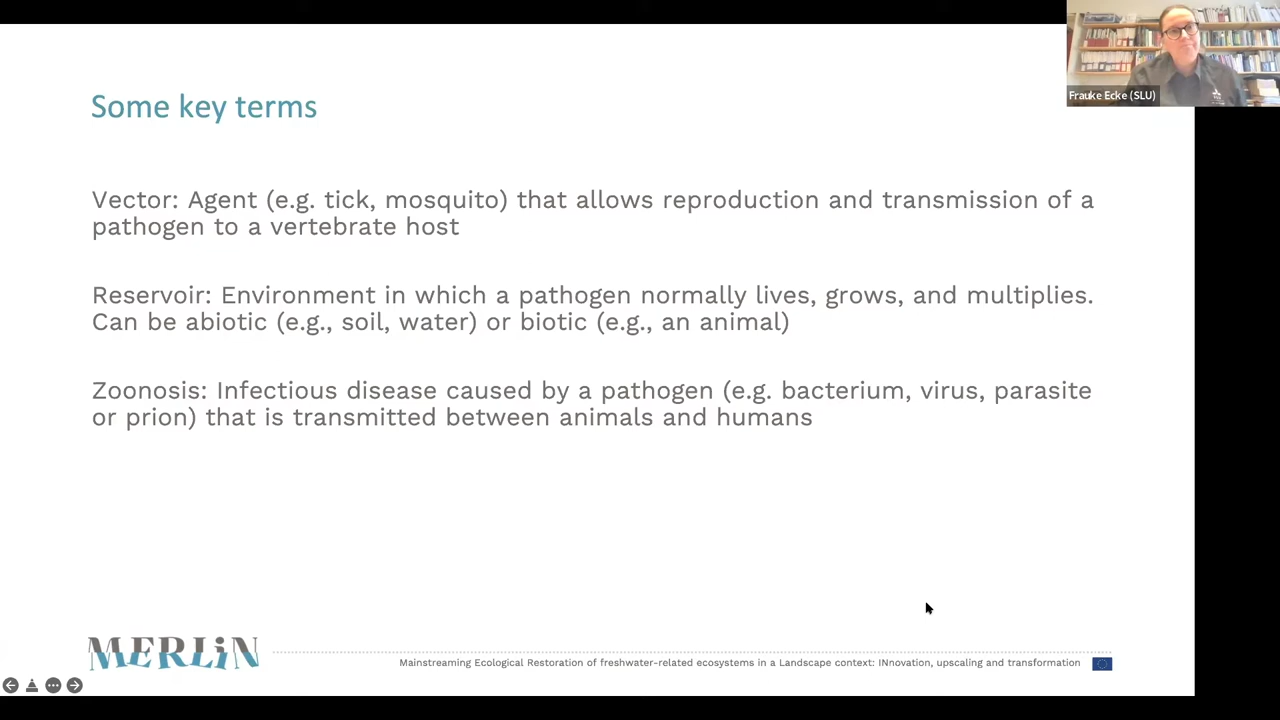 Frauke Ecke (SLU)
Some key terms
Vector: Agent (e.g. tick, mosquito) that allows reproduction and transmission of a
pathogen to a vertebrate host
Reservoir: Environment in which a pathogen normally lives, grows, and multiplies.
Can be abiotic (e.g., soil, water) or biotic (e.g., an animal)
Zoonosis: Infectious disease caused by a pathogen (e.g. bacterium, virus, parasite
or prion) that is transmitted between animals and humans
MERLiN
Mainstreaming Ecological Restoration of freshwater-related ecosystems in a Landscape context: INnovation, upscaling and transformation